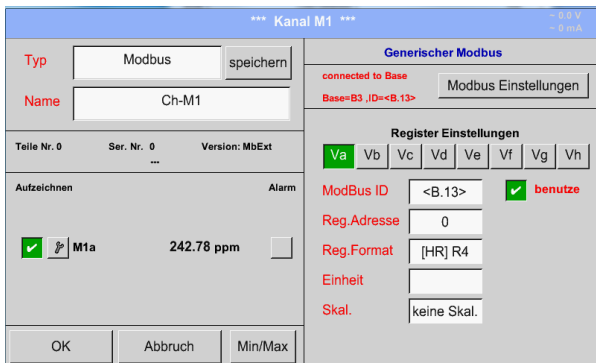 *** Kanal M1 ***
~ 0.0 V
~ 0 mA
Typ
Modbus
speichern
Name
Ch-M1
Teile Nr. 0 Ser. Nr. 0 Version: MbExt
...
Aufzeichnen Alarm
M1a 242.78 ppm
OK Abbruch Min/Max
Generischer Modbus
connected to Base
Base=B3 ,ID=<B.13>
Modbus Einstellungen
Register Einstellungen
Va Vb Vc Vd Ve Vf Vg Vh
ModBus ID <B.13> benutze
Reg.Adresse 0
Reg.Format [HR] R4
Einheit
Skal. keine Skal.